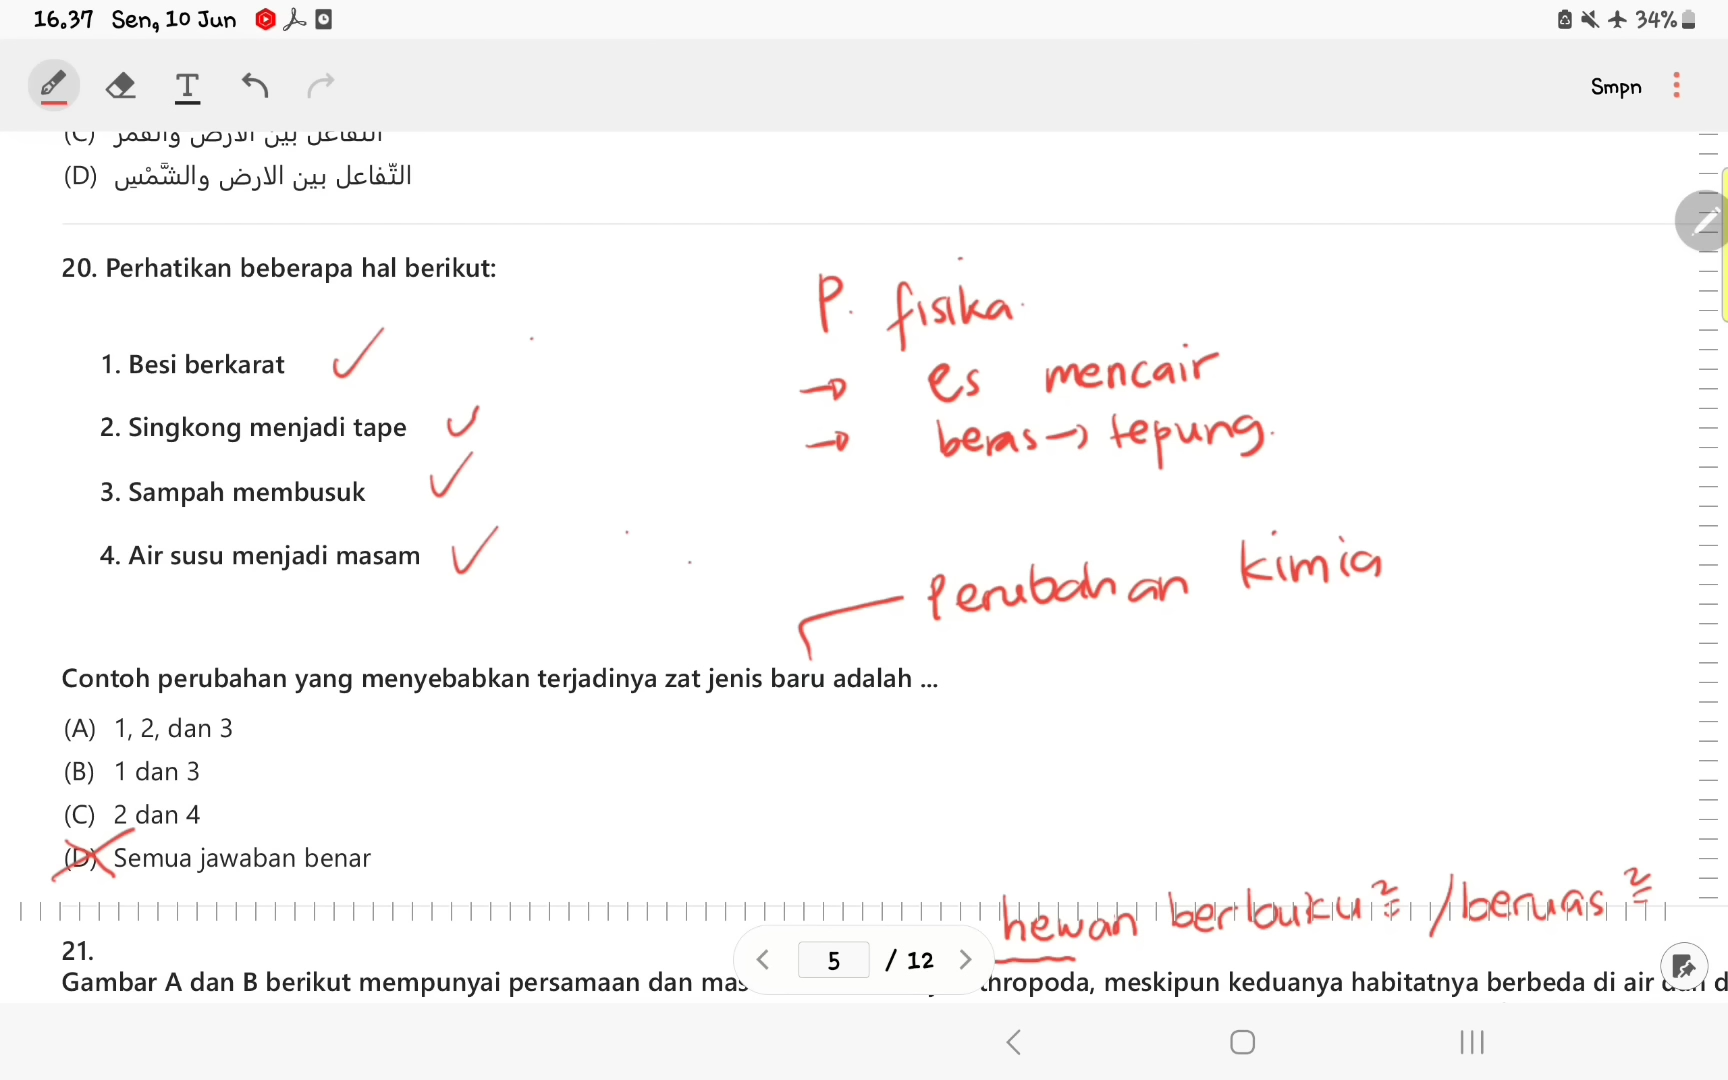 16.37 Sen, 10 Jun
34%
T
Smpn
(C) التّفاعل بين الارض والقمر
(D) التّفاعل بين الارض والشَّمْسِ
20. Perhatikan beberapa hal berikut:
P. fisika
1. Besi berkarat
→ es mencair
2. Singkong menjadi tape
→ beras → tepung.
3. Sampah membusuk
4. Air susu menjadi masam
Perubahan kimia
Contoh perubahan yang menyebabkan terjadinya zat jenis baru adalah ...
(A) 1, 2, dan 3
(B) 1 dan 3
(C) 2 dan 4
(D) Semua jawaban benar
hewan berbuku² / beruas²
21.
5 / 12
Gambar A dan B berikut mempunyai persamaan dan mas thropoda, meskipun keduanya habitatnya berbeda di air